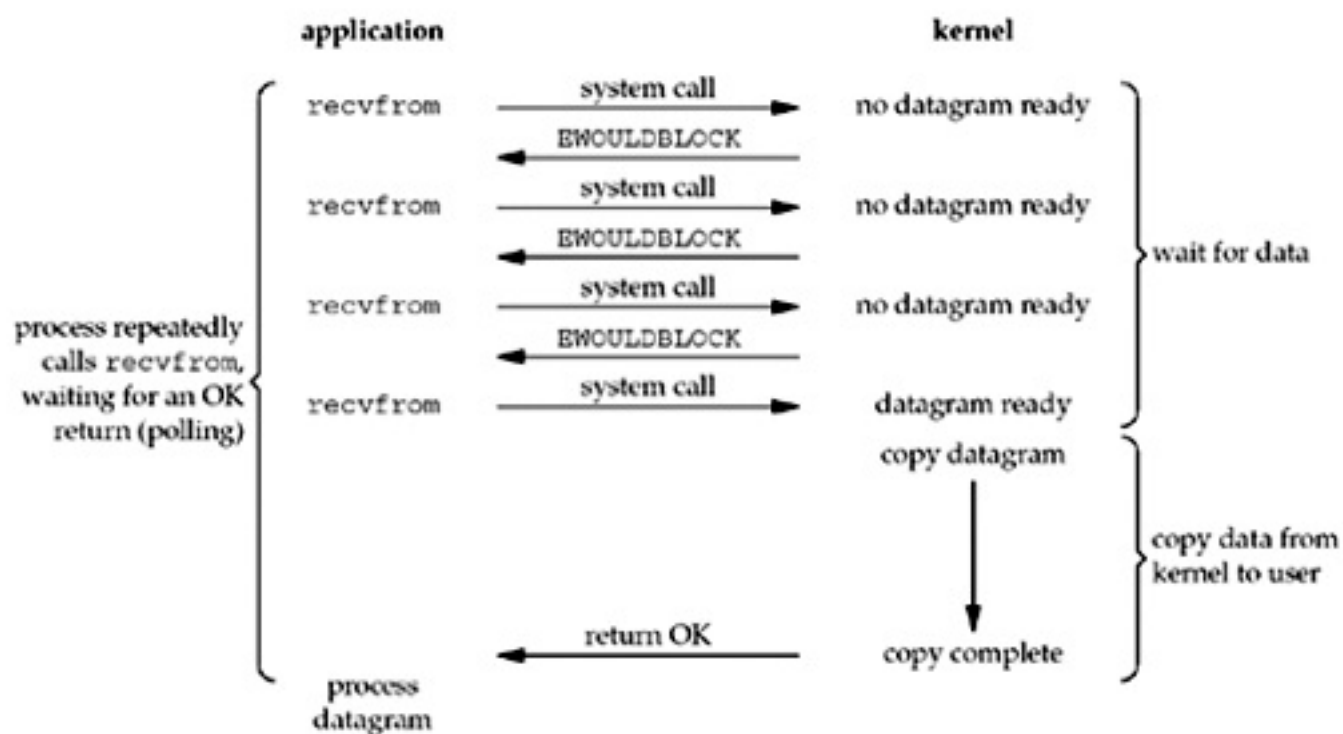 application
kernel
recvfrom
system call
no datagram ready
EWOULDBLOCK
recvfrom
system call
no datagram ready
EWOULDBLOCK
recvfrom
system call
no datagram ready
EWOULDBLOCK
recvfrom
system call
datagram ready
process repeatedly
calls recvfrom,
waiting for an OK
return (polling)
wait for data
copy datagram
copy data from
kernel to user
return OK
copy complete
process
datagram